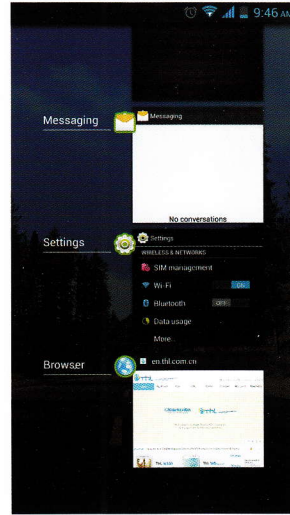 9:46 AM
Messaging
Messaging
No conversations
Settings
Settings
WIRELESS & NETWORKS
SIM management
Wi-Fi ON
Bluetooth OFF
Data usage
More...
Browser
en.thl.com.cn